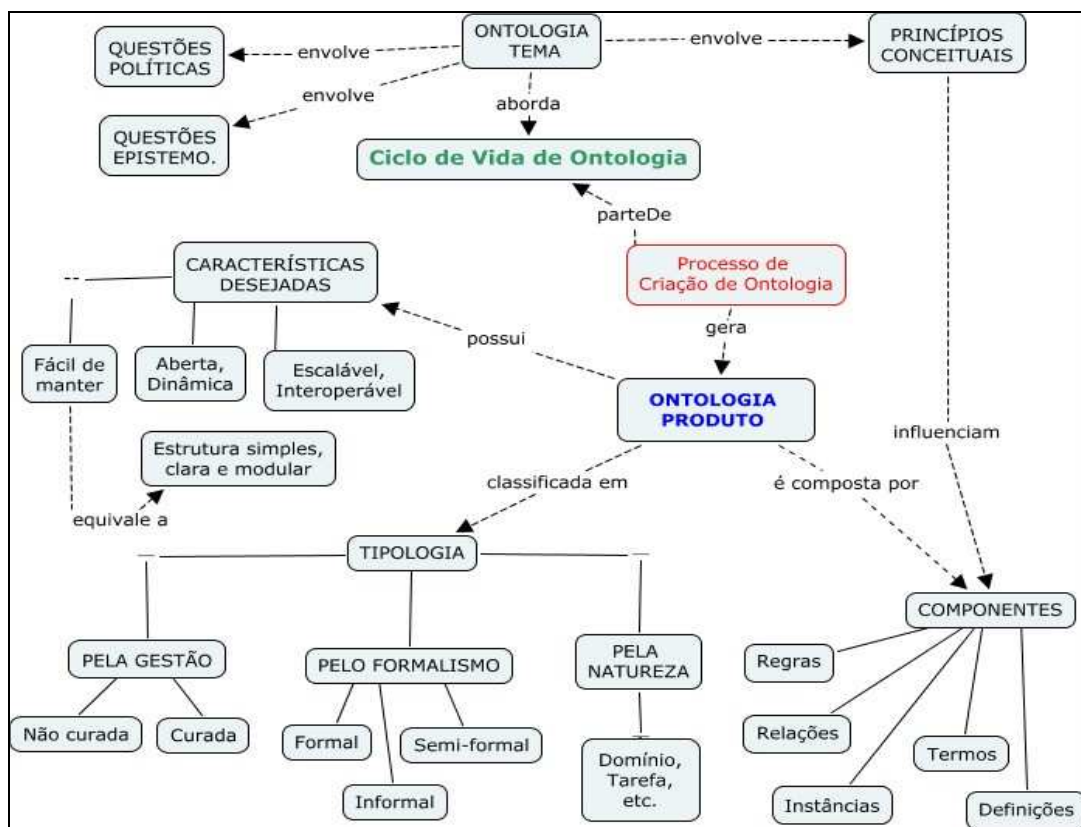 QUESTÕES
POLÍTICAS
envolve
ONTOLOGIA
TEMA
envolve
PRINCÍPIOS
CONCEITUAIS
envolve
aborda
QUESTÕES
EPISTEMO.
Ciclo de Vida de Ontologia
parteDe
CARACTERÍSTICAS
DESEJADAS
Processo de
Criação de Ontologia
possui
gera
Fácil de
manter
Aberta,
Dinâmica
Escalável,
Interoperável
ONTOLOGIA
PRODUTO
influenciam
Estrutura simples,
clara e modular
classificada em
é composta por
equivale a
TIPOLOGIA
COMPONENTES
PELA GESTÃO
PELO FORMALISMO
PELA
NATUREZA
Regras
Não curada
Curada
Formal
Semi-formal
Relações
Termos
Domínio,
Tarefa,
etc.
Informal
Instâncias
Definições